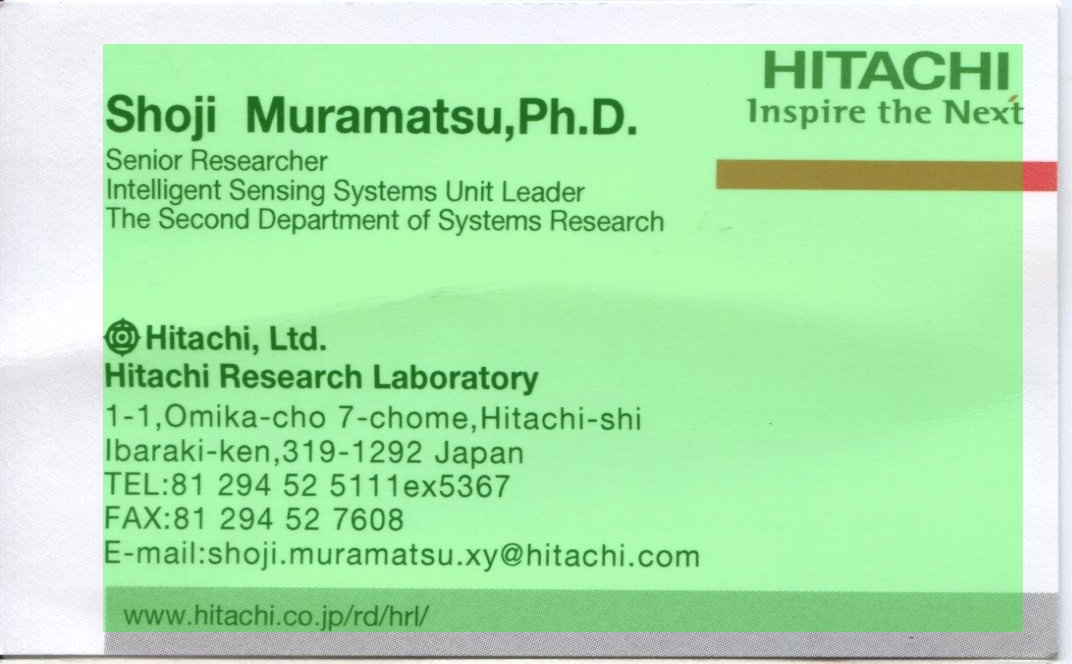 HITACHI
Inspire the Next
Shoji Muramatsu,Ph.D.
Senior Researcher
Intelligent Sensing Systems Unit Leader
The Second Department of Systems Research
Hitachi, Ltd.
Hitachi Research Laboratory
1-1,Omika-cho 7-chome,Hitachi-shi
Ibaraki-ken,319-1292 Japan
TEL:81 294 52 5111ex5367
FAX:81 294 52 7608
E-mail:shoji.muramatsu.xy@hitachi.com
www.hitachi.co.jp/rd/hrl/